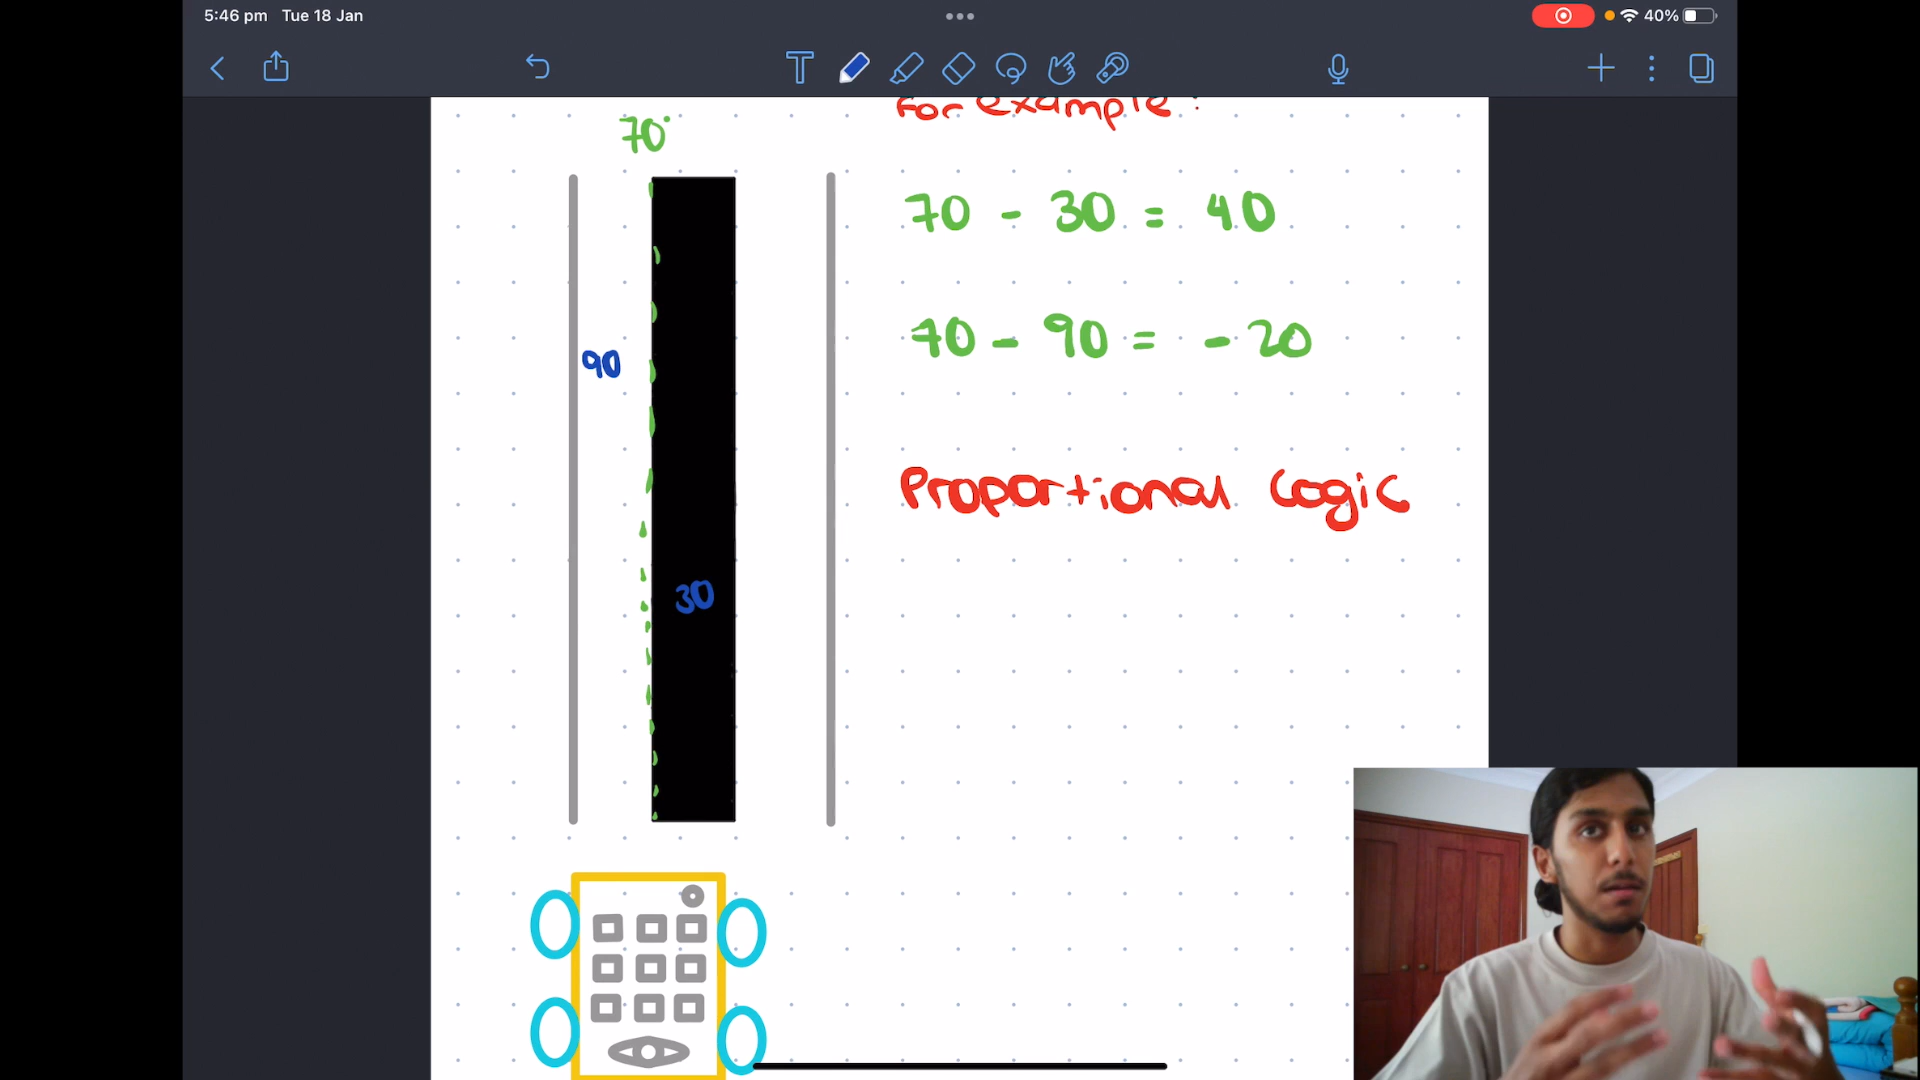 5:46 pm Tue 18 Jan
40%
For example :
70°
70 - 30 = 40
70 - 90 = - 20
90
Proportional Logic
30